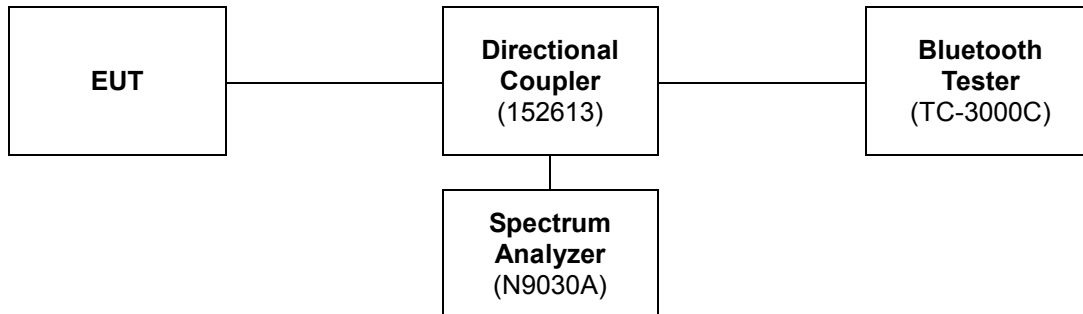 EUT
Directional
Coupler
(152613)
Bluetooth
Tester
(TC-3000C)
Spectrum
Analyzer
(N9030A)